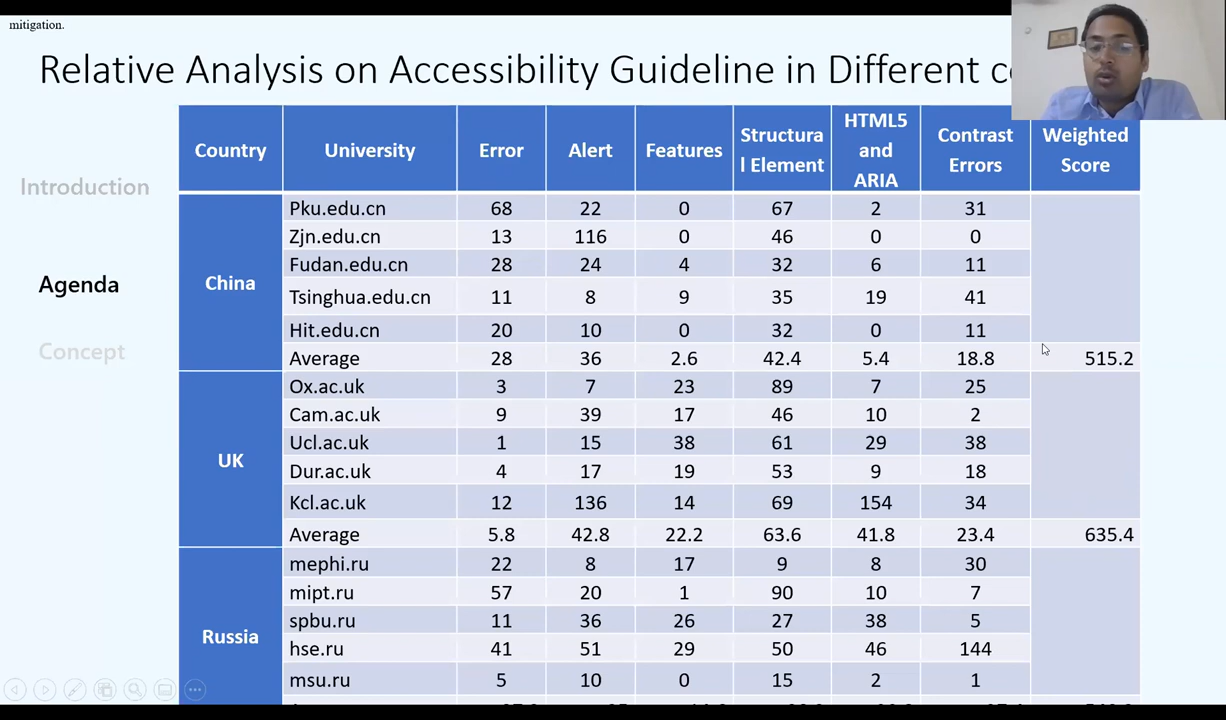 mitigation.
Relative Analysis on Accessibility Guideline in Different
Introduction
Agenda
Concept
Country University Error Alert Features Structura l Element HTML5 and ARIA Contrast Errors Weighted Score
China
Pku.edu.cn 68 22 0 67 2 31
Zjn.edu.cn 13 116 0 46 0 0
Fudan.edu.cn 28 24 4 32 6 11
Tsinghua.edu.cn 11 8 9 35 19 41
Hit.edu.cn 20 10 0 32 0 11
Average 28 36 2.6 42.4 5.4 18.8 515.2
UK
Ox.ac.uk 3 7 23 89 7 25
Cam.ac.uk 9 39 17 46 10 2
Ucl.ac.uk 1 15 38 61 29 38
Dur.ac.uk 4 17 19 53 9 18
Kcl.ac.uk 12 136 14 69 154 34
Average 5.8 42.8 22.2 63.6 41.8 23.4 635.4
Russia
mephi.ru 22 8 17 9 8 30
mipt.ru 57 20 1 90 10 7
spbu.ru 11 36 26 27 38 5
hse.ru 41 51 29 50 46 144
msu.ru 5 10 0 15 2 1